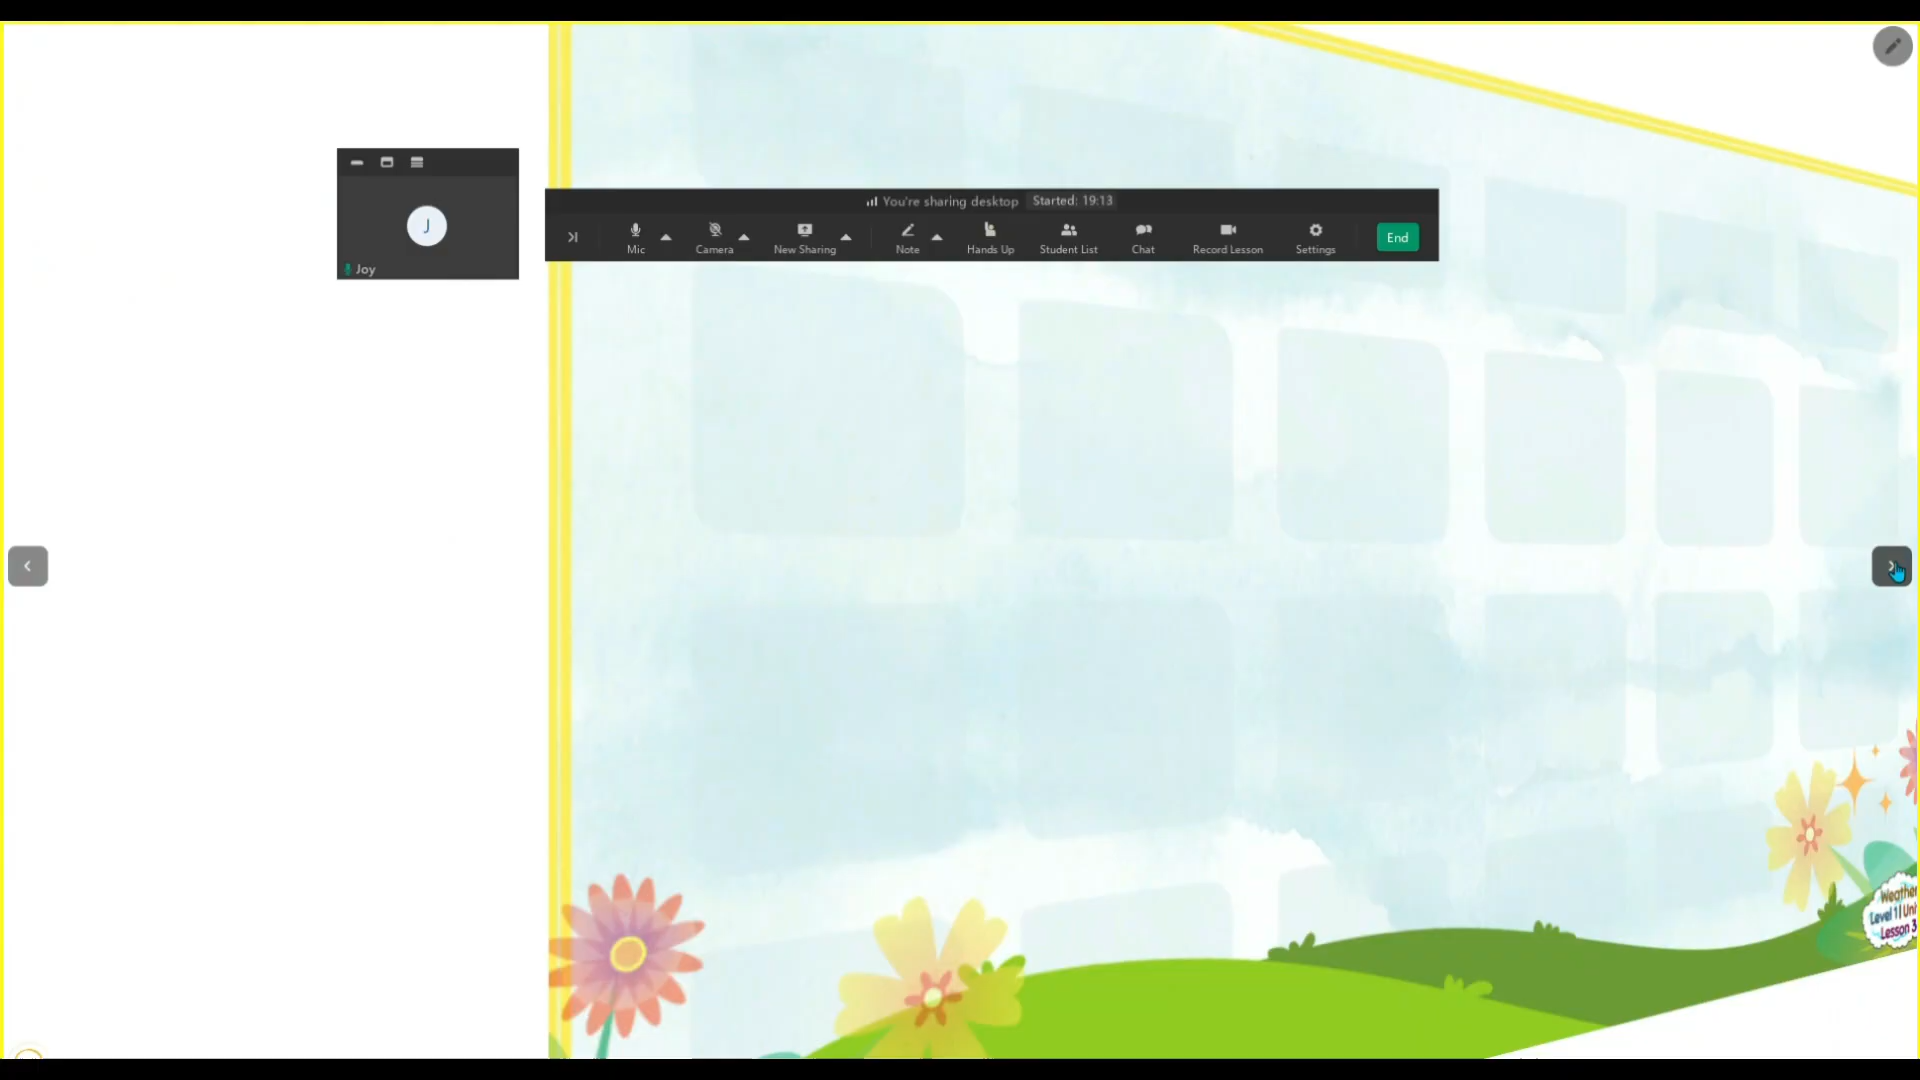 You're sharing desktop Started: 19:13
Mic Camera New Sharing Note Hands Up Student List Chat Record Lesson Settings End
J
Joy
Weather
Level 1|
Lesson 3